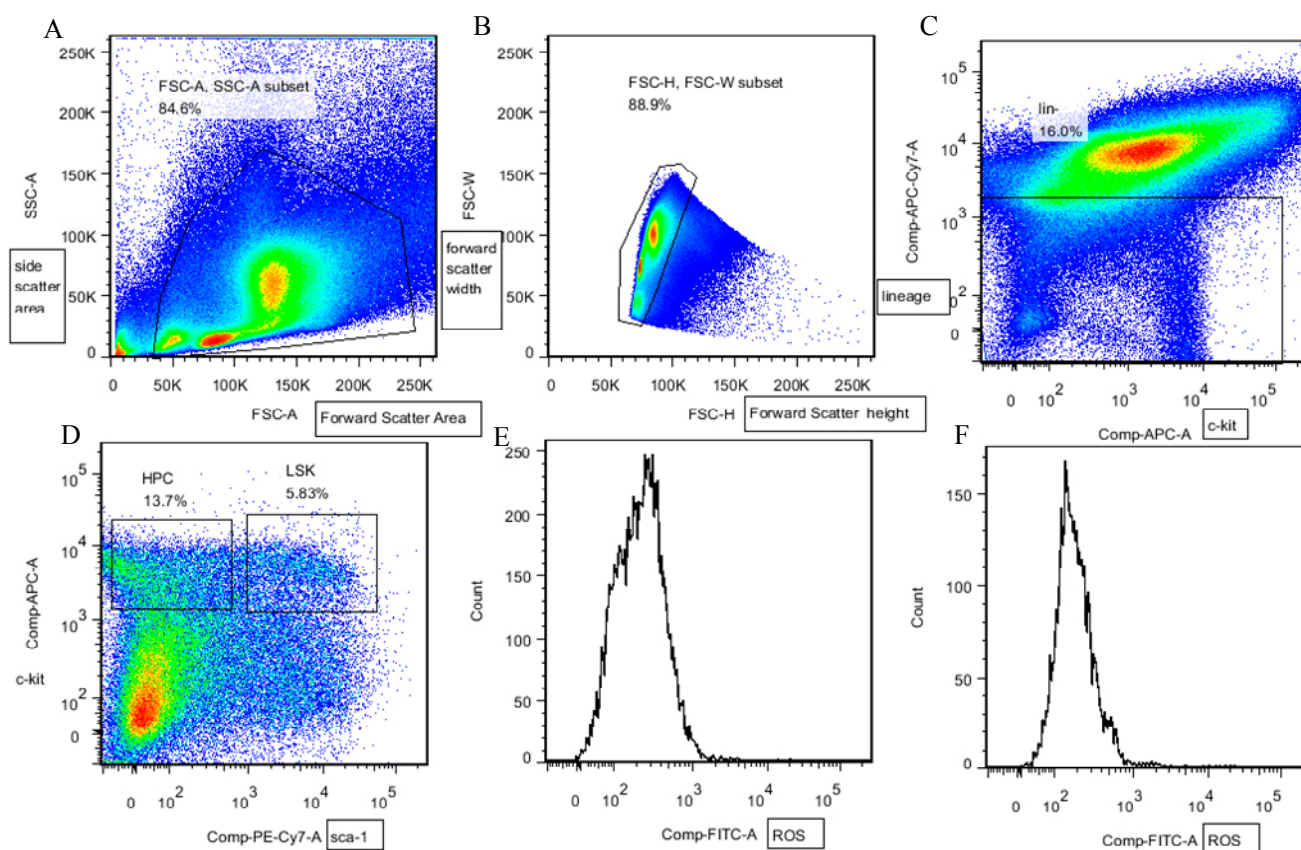 A
250K
200K
150K
100K
50K
0
SSC-A
side
scatter
area
FSC-A, SSC-A subset
84.6%
0
50K
100K
150K
200K
250K
FSC-A
Forward Scatter Area
B
250K
200K
150K
100K
50K
0
FSC-W
forward
scatter
width
FSC-H, FSC-W subset
88.9%
0
50K
100K
150K
200K
250K
FSC-H
Forward Scatter height
C
10^5
10^4
10^3
10^2
0
Comp-APC-Cy7-A
lineage
lin-
16.0%
0
10^2
10^3
10^4
10^5
Comp-APC-A
c-kit
D
10^5
10^4
10^3
10^2
0
Comp-APC-A
c-kit
HPC
13.7%
LSK
5.83%
0
10^2
10^3
10^4
10^5
Comp-PE-Cy7-A
sca-1
E
250
200
150
100
50
0
Count
0
10^2
10^3
10^4
10^5
Comp-FITC-A
ROS
F
150
100
50
0
Count
0
10^2
10^3
10^4
10^5
Comp-FITC-A
ROS